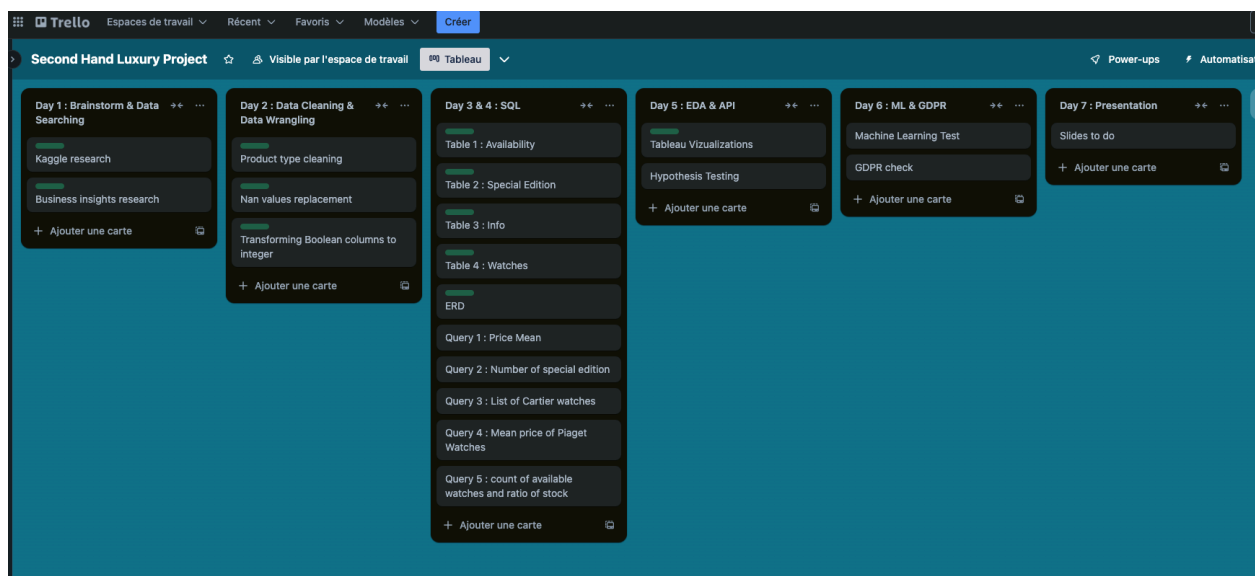 Trello Espaces de travail Récent Favoris Modèles Créer
Second Hand Luxury Project Visible par l'espace de travail Tableau Power-ups
Day 1 : Brainstorm & Data
Searching
Kaggle research
Business insights research
+ Ajouter une carte
Day 2 : Data Cleaning &
Data Wrangling
Product type cleaning
Nan values replacement
Transforming Boolean columns to
integer
+ Ajouter une carte
Day 3 & 4 : SQL
Table 1 : Availability
Table 2 : Special Edition
Table 3 : Info
Table 4 : Watches
ERD
Query 1 : Price Mean
Query 2 : Number of special edition
Query 3 : List of Cartier watches
Query 4 : Mean price of Piaget
Watches
Query 5 : count of available
watches and ratio of stock
+ Ajouter une carte
Day 5 : EDA & API
Tableau Vizualizations
Hypothesis Testing
+ Ajouter une carte
Day 6 : ML & GDPR
Machine Learning Test
GDPR check
+ Ajouter une carte
Day 7 : Presentation
Slides to do
+ Ajouter une carte